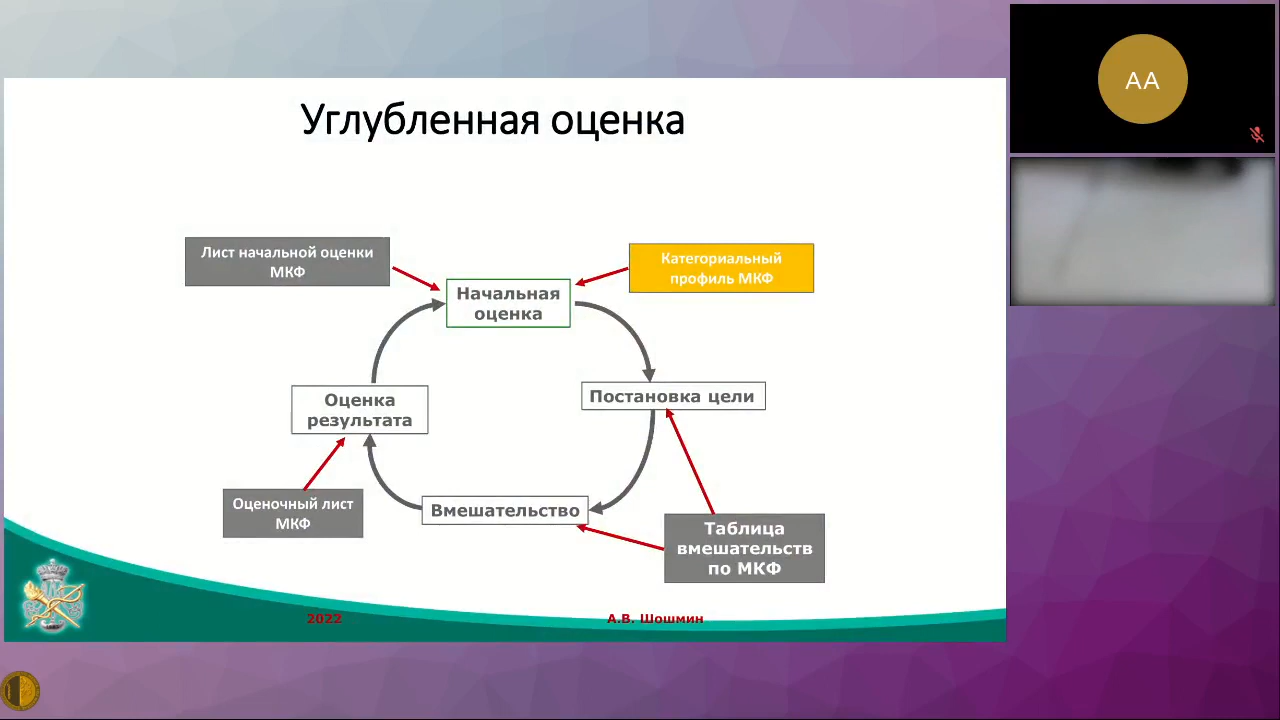 Углубленная оценка
Лист начальной оценки
МКФ
Категориальный
профиль МКФ
Начальная
оценка
Оценка
результата
Постановка цели
Оценочный лист
МКФ
Вмешательство
Таблица
вмешательств
по МКФ
2022
А.В. Шошмин
АА